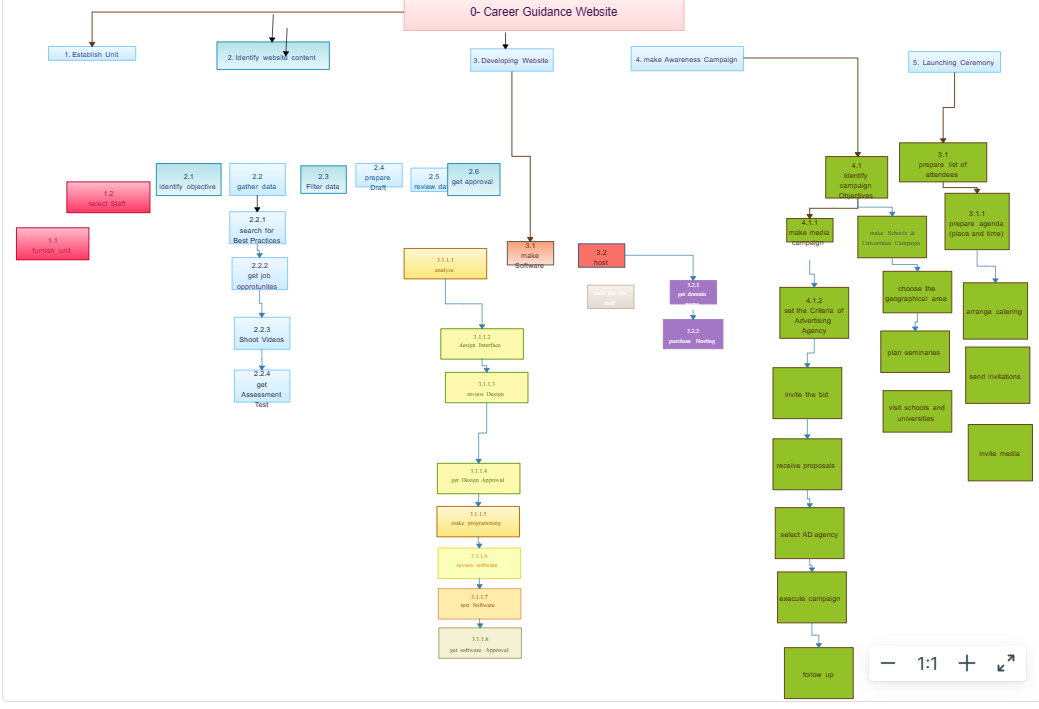 0- Career Guidance Website
1. Establish Unit
2. Identify website content
3. Developing Website
4. make Awareness Campaign
5. Launching Ceremony
1.2
select Staff
1.1
furnish unit
2.1
identify objective
2.2
gather data
2.3
Filter data
2.4
prepare
Draft
2.5
review da
2.6
get approval
2.2.1
search for
Best Practices
2.2.2
get job
opprotunites
2.2.3
Shoot Videos
2.2.4
get
Assessment
Test
3.1
make
Software
3.1.1.1
analyze
3.1.1.2
design Interface
3.1.1.3
review Design
3.1.1.4
get Design Approval
3.1.1.5
make programming
3.1.1.6
review software
3.1.1.7
test Software
3.1.1.8
get software Approval
3.2
host
3.2.1
get domain
3.2.2
purchase Hosting
4.1
Identify
campaign
Objectives
4.1.1
make media
campaign
4.1.2
set the Criteria of
Advertising
Agency
invite the bid
receive proposals
select AD agency
execute campaign
follow up
make Schools &
Universities Campaps
choose the
geographical area
plan seminaries
visit schools and
universities
3.1
prepare list of
attendees
3.1.1
prepare agenda
(place and time)
arrange catering
send invitations
invite media
1:1